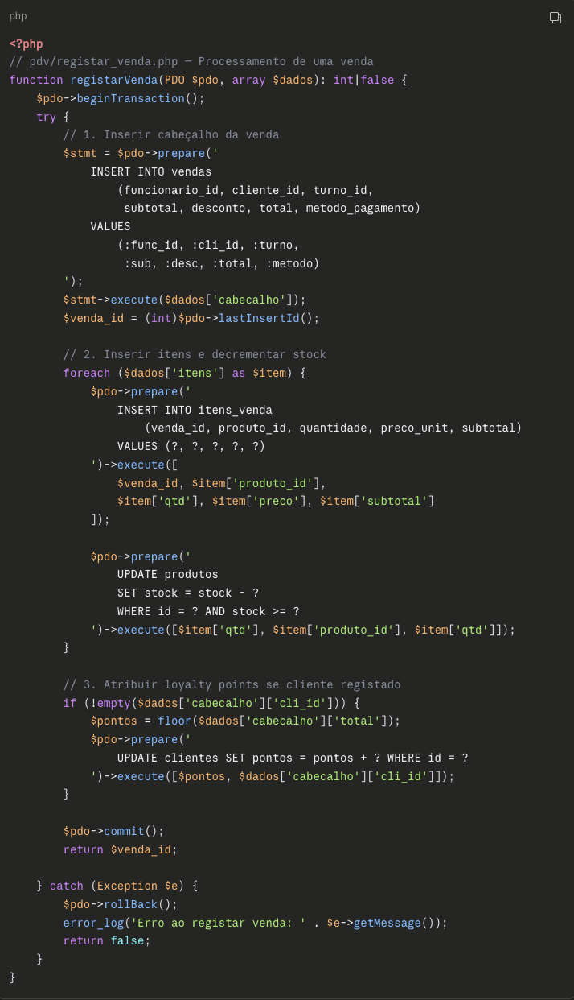 php
<?php
// pdv/registar_venda.php — Processamento de uma venda
function registarVenda(PDO $pdo, array $dados): int|false {
    $pdo->beginTransaction();
    try {
        // 1. Inserir cabeçalho da venda
        $stmt = $pdo->prepare('
            INSERT INTO vendas
                (funcionario_id, cliente_id, turno_id,
                 subtotal, desconto, total, metodo_pagamento)
            VALUES
                (:func_id, :cli_id, :turno,
                 :sub, :desc, :total, :metodo)
        ');
        $stmt->execute($dados['cabecalho']);
        $venda_id = (int)$pdo->lastInsertId();

        // 2. Inserir itens e decrementar stock
        foreach ($dados['itens'] as $item) {
            $pdo->prepare('
                INSERT INTO itens_venda
                    (venda_id, produto_id, quantidade, preco_unit, subtotal)
                VALUES (?, ?, ?, ?, ?)
            ')->execute([
                $venda_id, $item['produto_id'],
                $item['qtd'], $item['preco'], $item['subtotal']
            ]);

            $pdo->prepare('
                UPDATE produtos
                SET stock = stock - ?
                WHERE id = ? AND stock >= ?
            ')->execute([$item['qtd'], $item['produto_id'], $item['qtd']]);
        }

        // 3. Atribuir loyalty points se cliente registado
        if (!empty($dados['cabecalho']['cli_id'])) {
            $pontos = floor($dados['cabecalho']['total']);
            $pdo->prepare('
                UPDATE clientes SET pontos = pontos + ? WHERE id = ?
            ')->execute([$pontos, $dados['cabecalho']['cli_id']]);
        }

        $pdo->commit();
        return $venda_id;

    } catch (Exception $e) {
        $pdo->rollBack();
        error_log('Erro ao registar venda: ' . $e->getMessage());
        return false;
    }
}